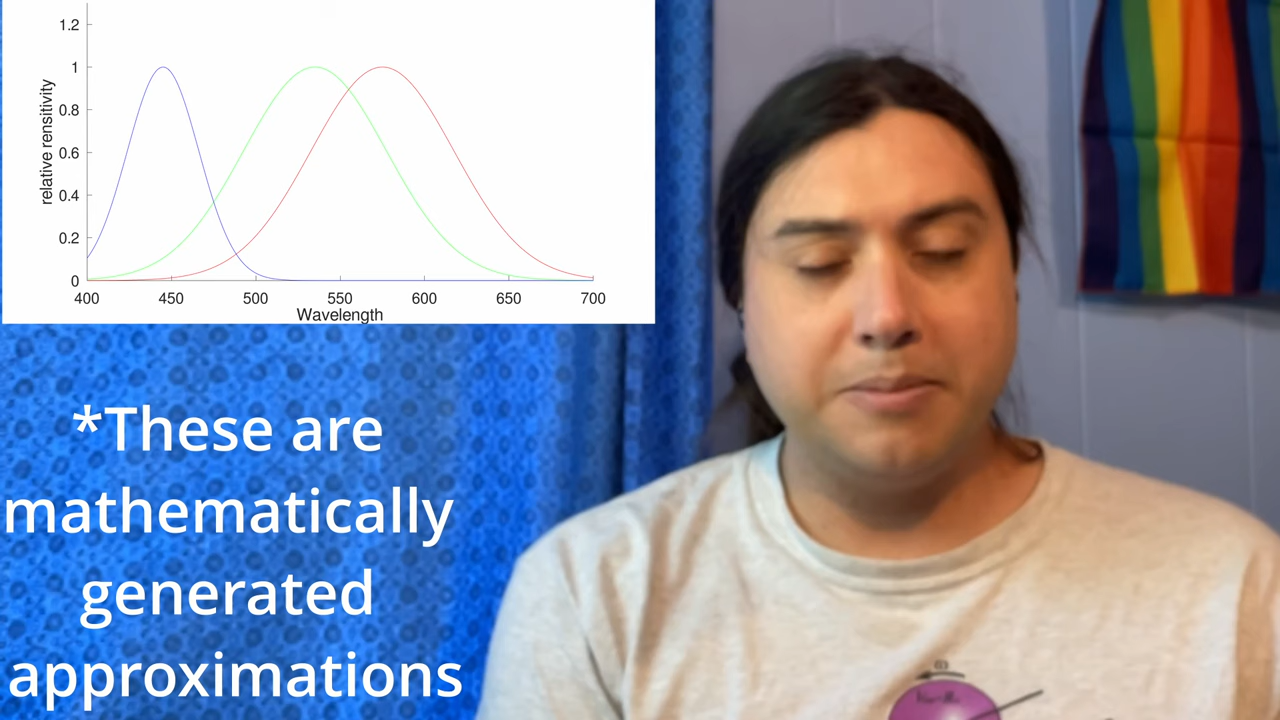 1.2
1
0.8
0.6
0.4
0.2
0
relative rensitivity
400 450 500 550 600 650 700
Wavelength
*These are
mathematically
generated
approximations